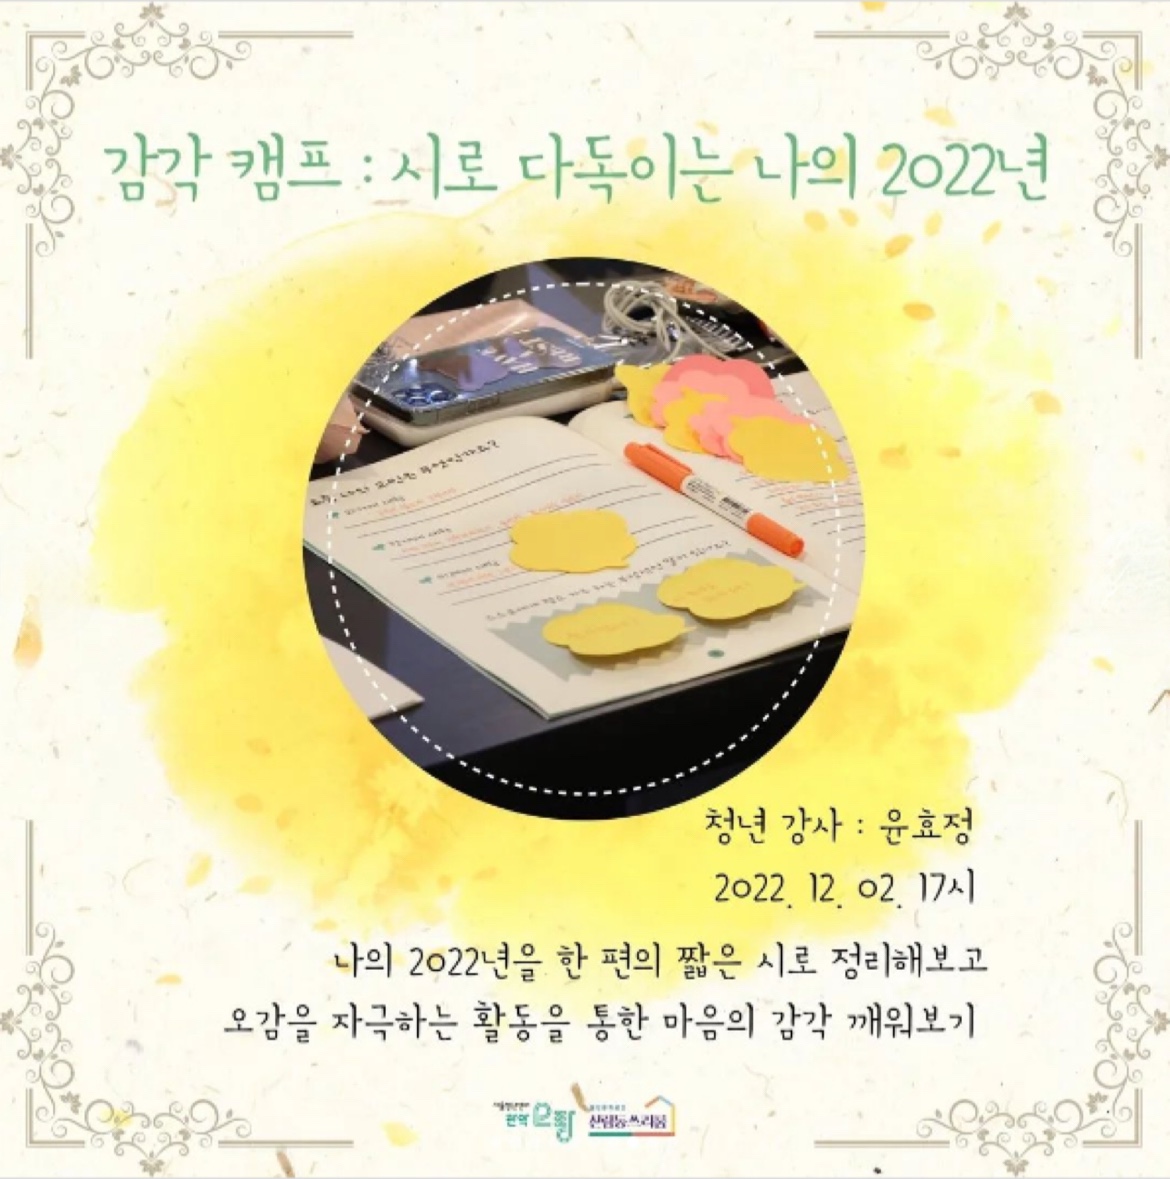 감각 캠프 : 시로 다독이는 나의 2022년
청년 강사 : 윤효정
2022. 12. 02. 17시
나의 2022년을 한 편의 짧은 시로 정리해보고
오감을 자극하는 활동을 통한 마음의 감각 깨워보기
관악
신림동쓰리룸